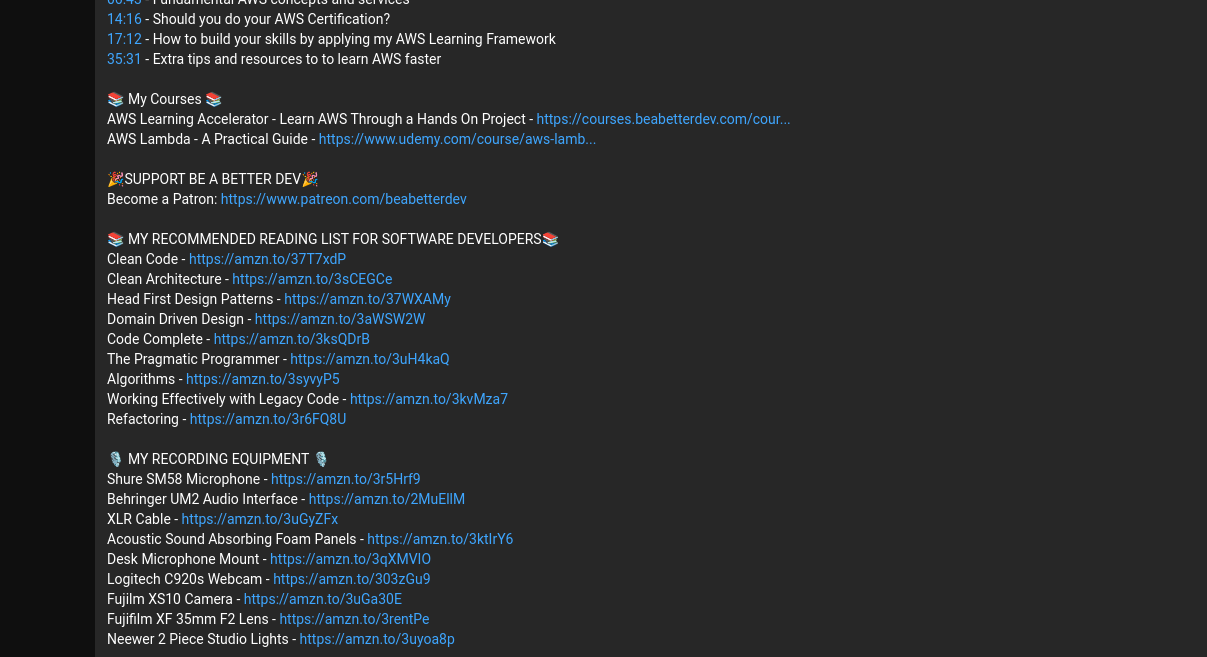 06:43 - Fundamental AWS concepts and services
14:16 - Should you do your AWS Certification?
17:12 - How to build your skills by applying my AWS Learning Framework
35:31 - Extra tips and resources to to learn AWS faster
📚 My Courses 📚
AWS Learning Accelerator - Learn AWS Through a Hands On Project - https://courses.beabetterdev.com/cour...
AWS Lambda - A Practical Guide - https://www.udemy.com/course/aws-lamb...
🎉SUPPORT BE A BETTER DEV🎉
Become a Patron: https://www.patreon.com/beabetterdev
📚 MY RECOMMENDED READING LIST FOR SOFTWARE DEVELOPERS📚
Clean Code - https://amzn.to/37T7xdP
Clean Architecture - https://amzn.to/3sCEGCe
Head First Design Patterns - https://amzn.to/37WXAMy
Domain Driven Design - https://amzn.to/3aWSW2W
Code Complete - https://amzn.to/3ksQDrB
The Pragmatic Programmer - https://amzn.to/3uH4kaQ
Algorithms - https://amzn.to/3syvyP5
Working Effectively with Legacy Code - https://amzn.to/3kvMza7
Refactoring - https://amzn.to/3r6FQ8U
🎙️ MY RECORDING EQUIPMENT 🎙️
Shure SM58 Microphone - https://amzn.to/3r5Hrf9
Behringer UM2 Audio Interface - https://amzn.to/2MuEllM
XLR Cable - https://amzn.to/3uGyZFx
Acoustic Sound Absorbing Foam Panels - https://amzn.to/3ktIrY6
Desk Microphone Mount - https://amzn.to/3qXMVIO
Logitech C920s Webcam - https://amzn.to/303zGu9
Fujilm XS10 Camera - https://amzn.to/3uGa30E
Fujifilm XF 35mm F2 Lens - https://amzn.to/3rentPe
Neewer 2 Piece Studio Lights - https://amzn.to/3uyoa8p